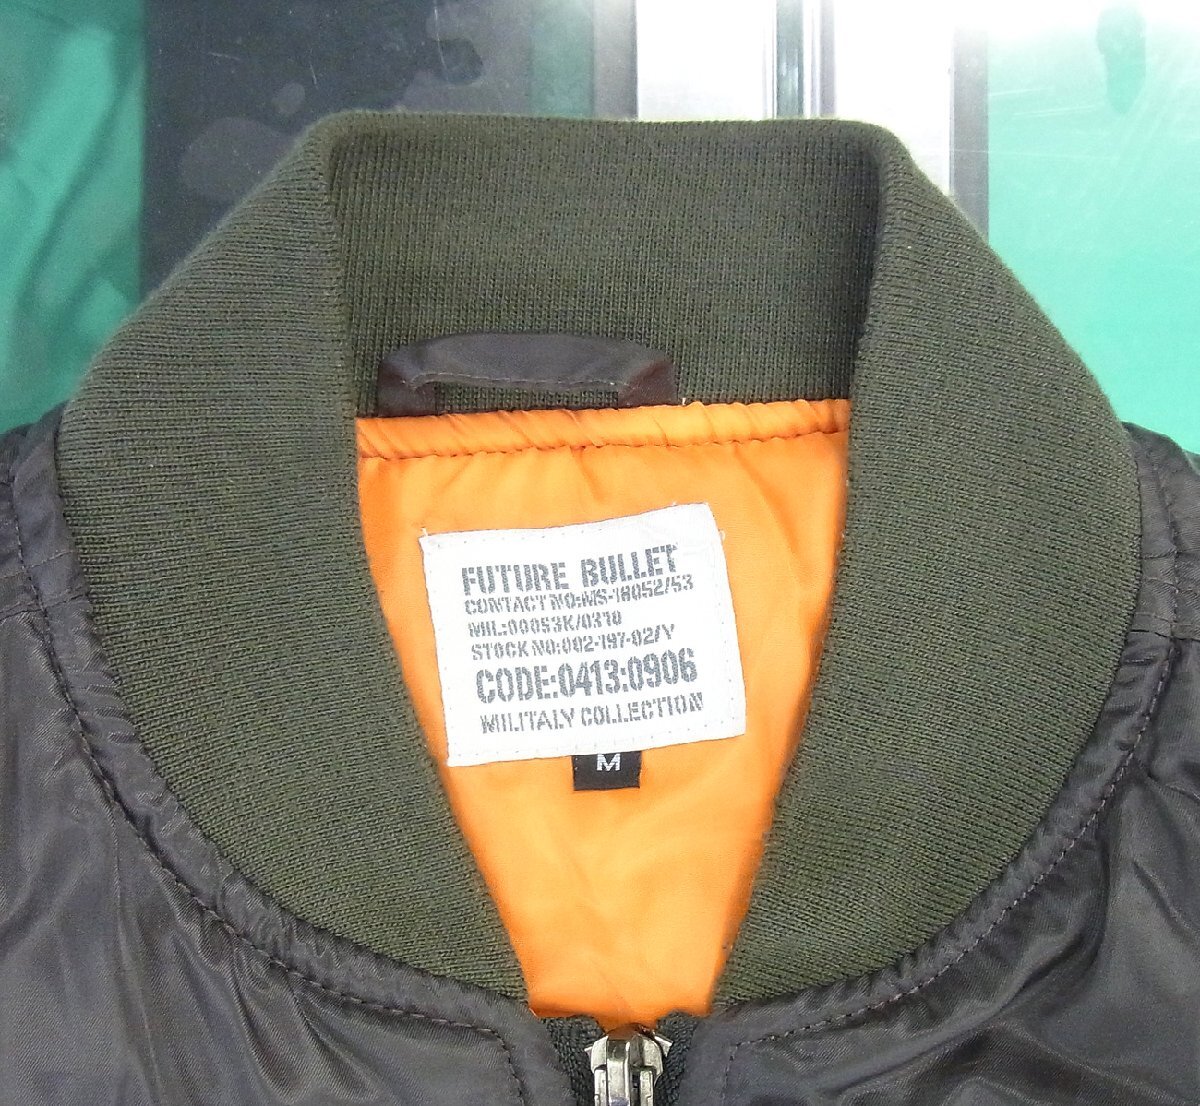 FUTURE BULLET
CONTACT NO:MS-18052/53
MIL:00053K/0310
STOCK NO:002-197-02/Y
CODE:0413:0906
MILITALY COLLECTION
M